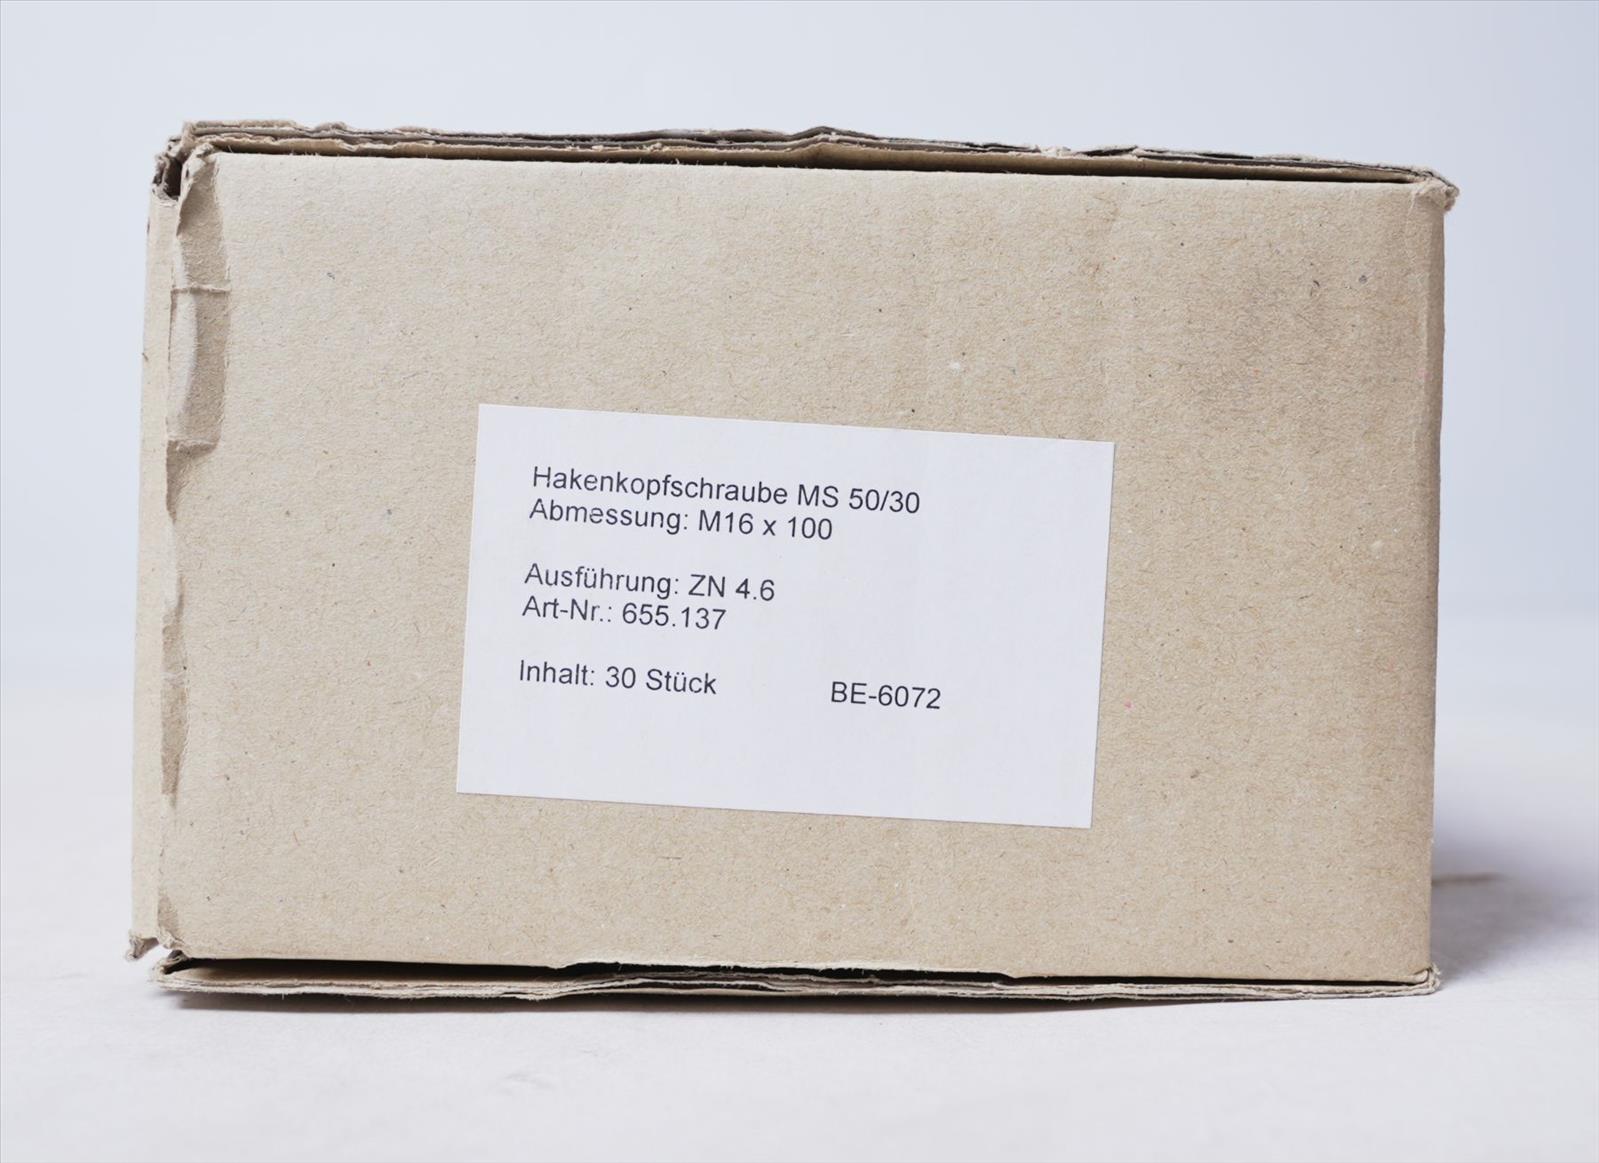 Hakenkopfschraube MS 50/30
Abmessung: M16 x 100
Ausführung: ZN 4.6
Art-Nr.: 655.137
Inhalt: 30 Stück BE-6072